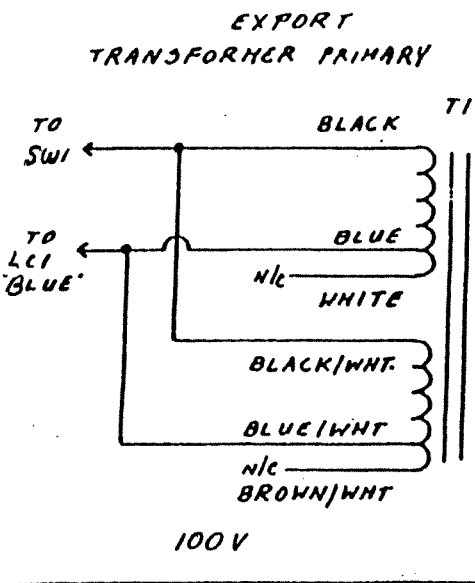 EXPORT
TRANSFORMER PRIMARY
T1
TO
SW1
BLACK
TO
LC1
"BLUE"
BLUE
N/C
WHITE
BLACK/WHT.
BLUE/WHT
N/C
BROWN/WHT
100V